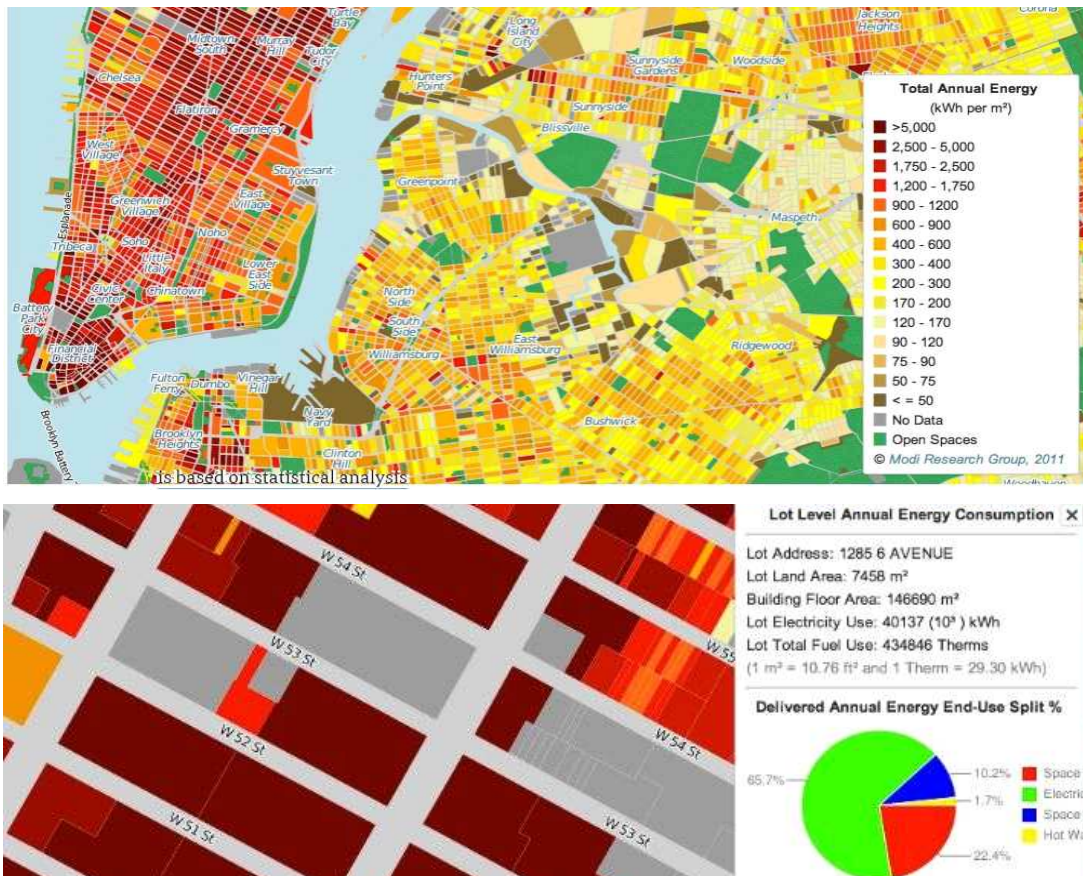 Turtle
Bay
Corona
Long
Island
City
Jackson
Heights
Midtown
South
Murray
Hill
Tudor
City
Sunnyside
Gardens
Woodside
Chelsea
Hunters
Point
Flatiron
Sunnyside
Gramercy
Blissville
West
Village
Stuyvesant
Town
Greenpoint
East
Village
Greenwich
Village
Esplanade
Noho
Maspeth
Soho
Tribeca
Little
Italy
Lower
East
Side
Civic
Center
Chinatown
North
Side
Battery
Park
City
South
Side
East
Williamsburg
Ridgewood
Financial
District
Williamsburg
Fulton
Ferry
Dumbo
Vinegar
Hill
Navy
Yard
Bushwick
Brooklyn Battery
Brooklyn
Heights
Clinton
Hill
is based on statistical analysis
Woodhaven
Total Annual Energy
(kWh per m²)
>5,000
2,500 - 5,000
1,750 - 2,500
1,200 - 1,750
900 - 1200
600 - 900
400 - 600
300 - 400
200 - 300
170 - 200
120 - 170
90 - 120
75 - 90
50 - 75
< = 50
No Data
Open Spaces
© Modi Research Group, 2011
W 54 St
W 53 St
W 52 St
W 51 St
W 55
W 54 St
W 53 St
Lot Level Annual Energy Consumption X
Lot Address: 1285 6 AVENUE
Lot Land Area: 7458 m²
Building Floor Area: 146690 m²
Lot Electricity Use: 40137 (10³ ) kWh
Lot Total Fuel Use: 434846 Therms
(1 m² = 10.76 ft² and 1 Therm = 29.30 kWh)
Delivered Annual Energy End-Use Split %
65.7%
10.2%
1.7%
22.4%
Space
Electric
Space
Hot Wa